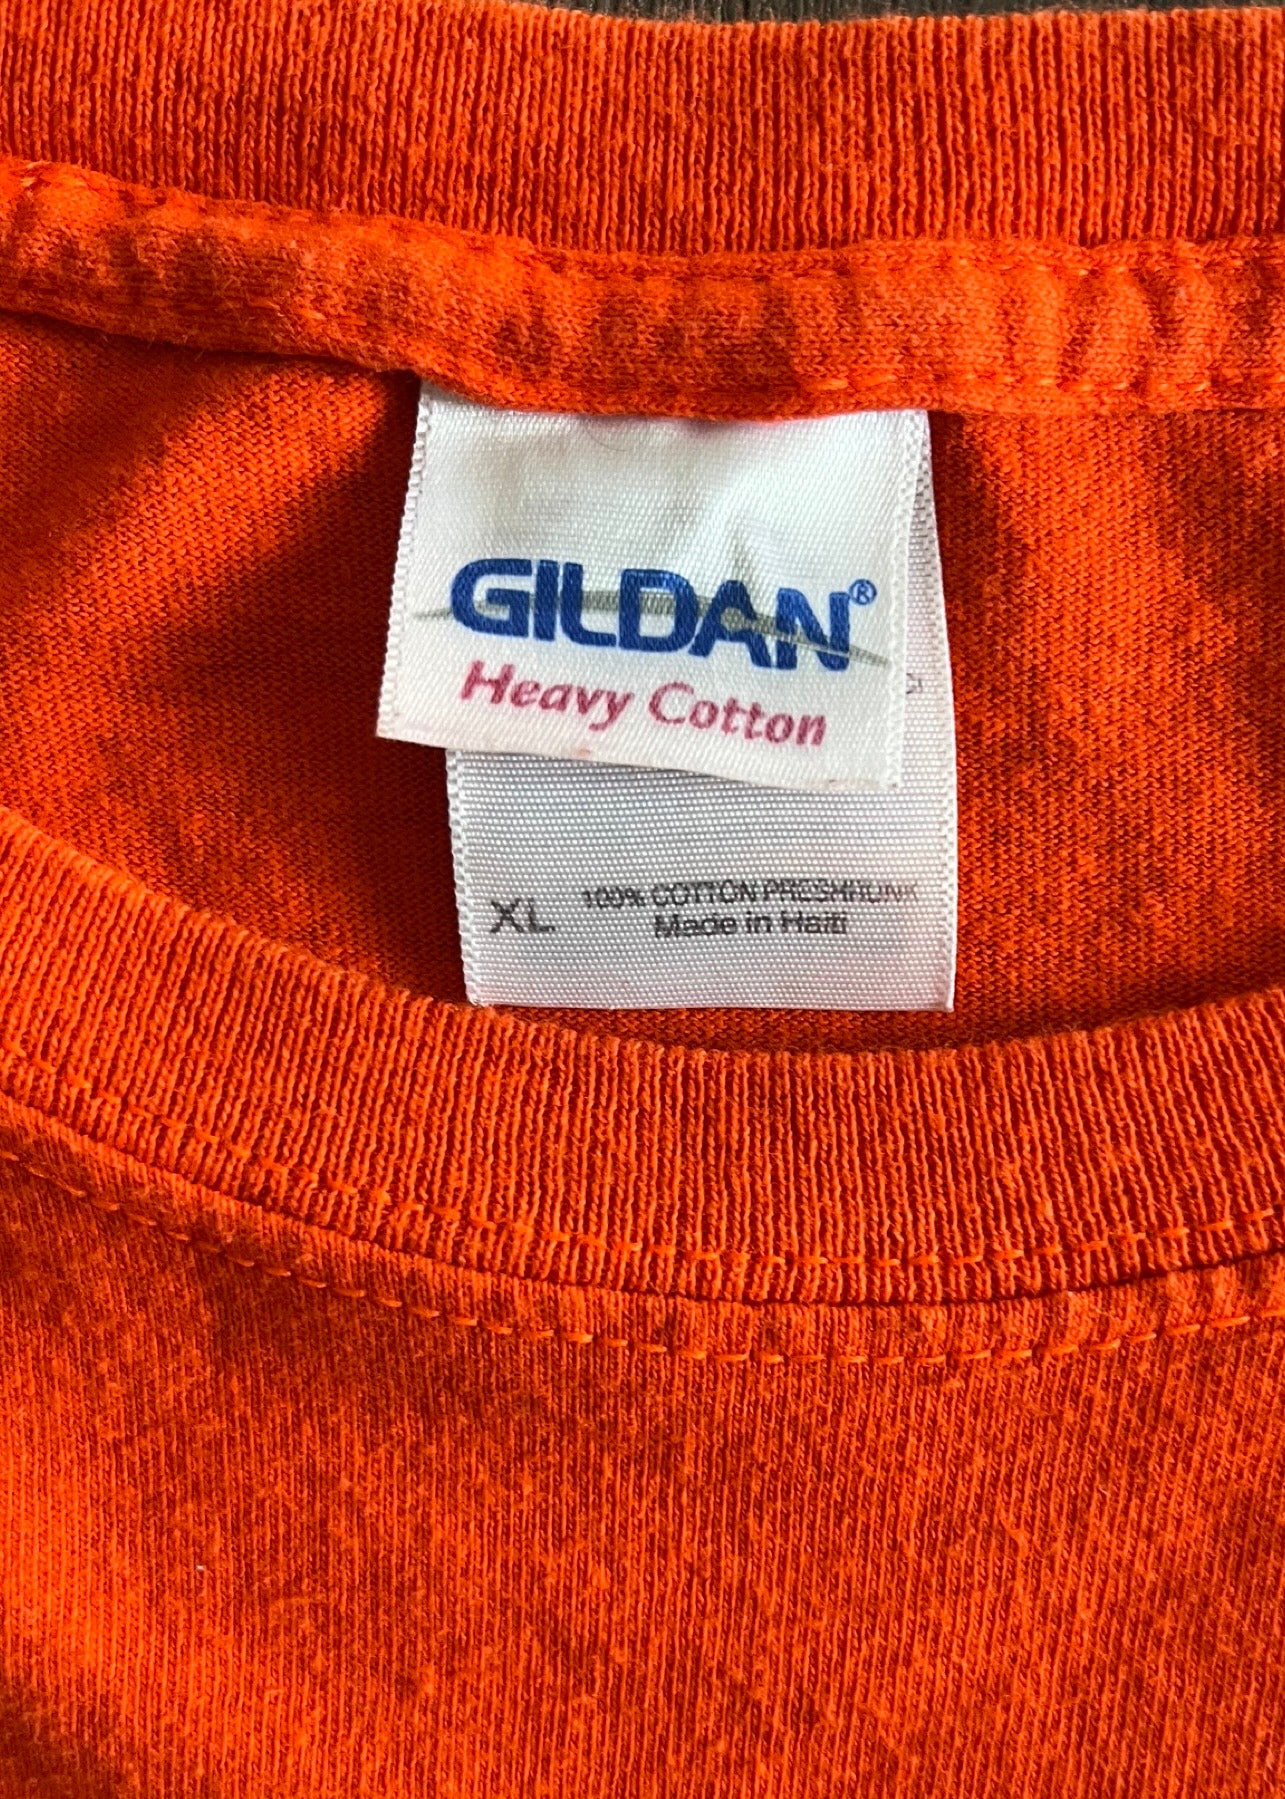 GILDAN®
Heavy Cotton
XL 100% COTTON PRESHRUNK
Made in Haiti